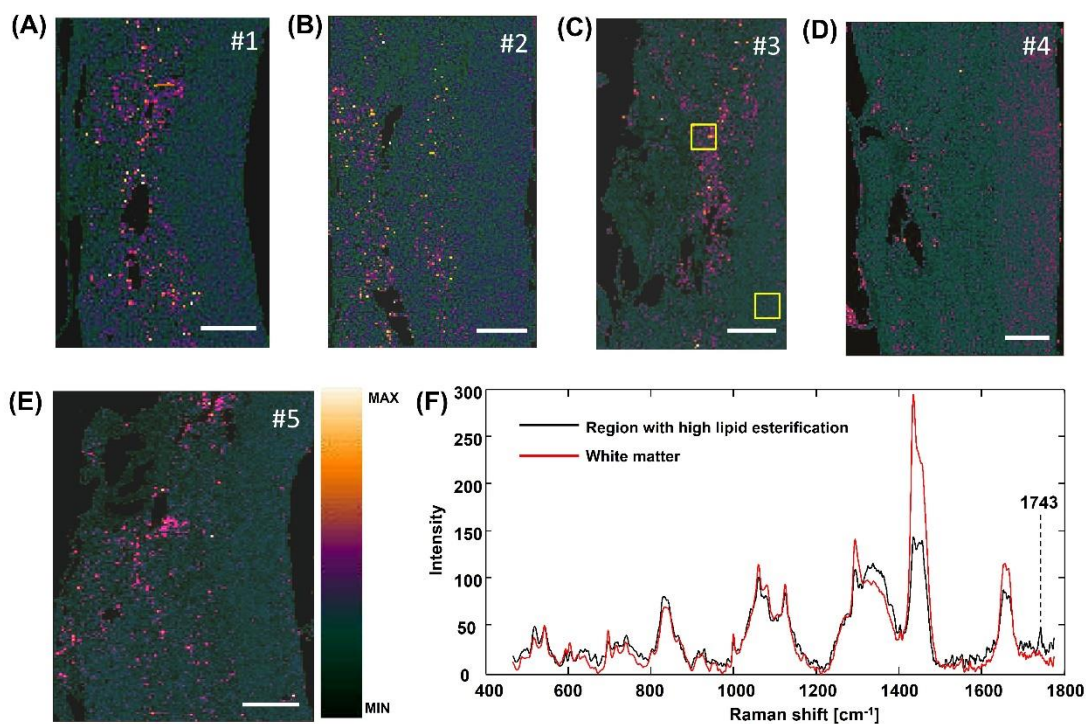 (A)
#1
(B)
#2
(C)
#3
(D)
#4
(E)
#5
MAX
MIN
(F)
300
250
200
150
100
50
0
Intensity
Region with high lipid esterification
White matter
1743
400
600
800
1000
1200
1400
1600
1800
Raman shift [cm⁻¹]